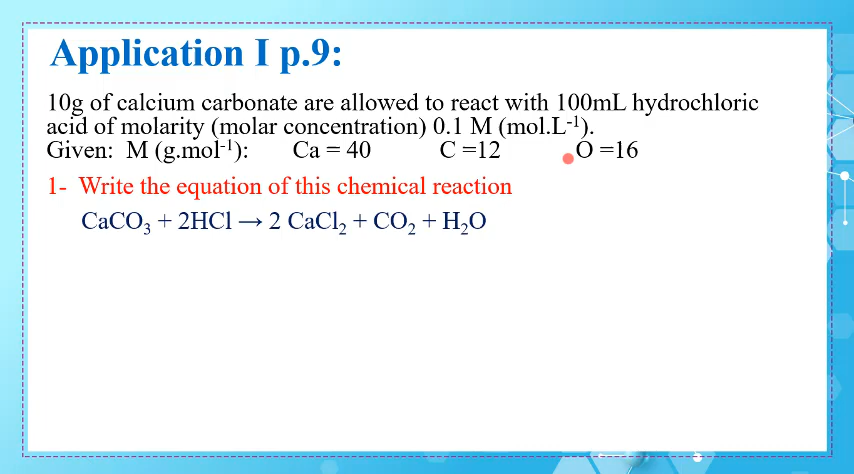 Application I p.9:
10g of calcium carbonate are allowed to react with 100mL hydrochloric
acid of molarity (molar concentration) 0.1 M (mol.L⁻¹).
Given: M (g.mol⁻¹): Ca = 40 C =12 O =16
1- Write the equation of this chemical reaction
CaCO₃ + 2HCl → 2 CaCl₂ + CO₂ + H₂O